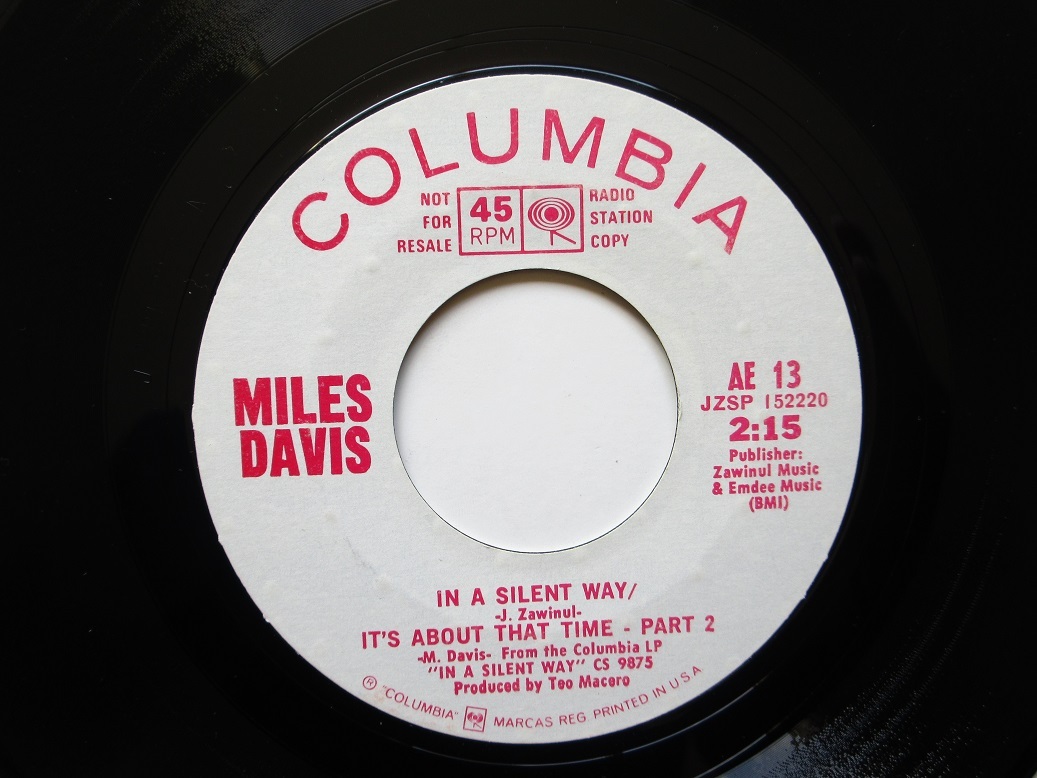 COLUMBIA
NOT
FOR
RESALE
45
RPM
RADIO
STATION
COPY
MILES
DAVIS
AE 13
JZSP 152220
2:15
Publisher:
Zawinul Music
& Emdee Music
(BMI)
IN A SILENT WAY/
-J. Zawinul-
IT'S ABOUT THAT TIME - PART 2
-M. Davis- From the Columbia LP
"IN A SILENT WAY" CS 9875
Produced by Teo Macero
® "COLUMBIA" MARCAS REG. PRINTED IN U S A